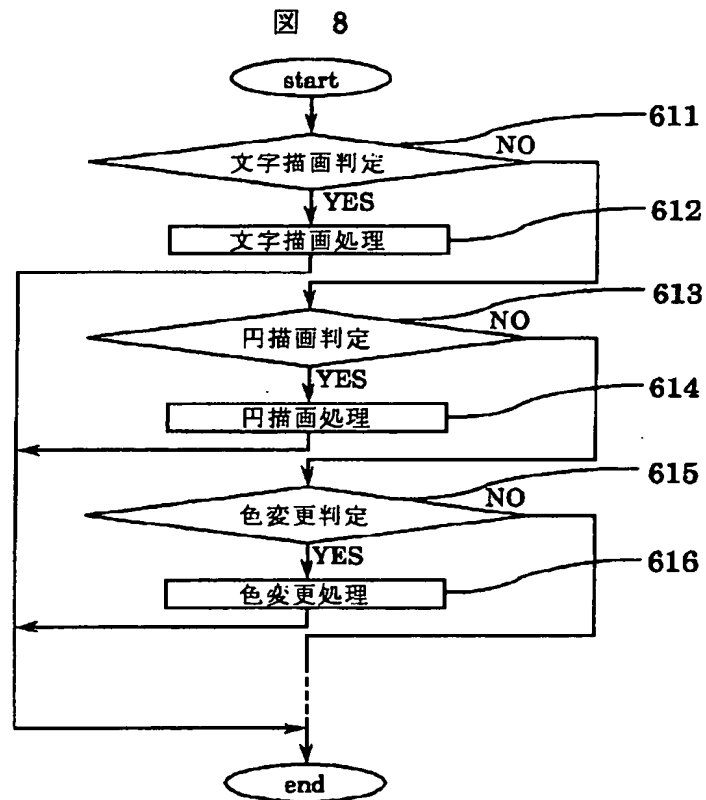 図 8
start
611
NO
文字描画判定
YES
612
文字描画処理
613
NO
円描画判定
YES
614
円描画処理
615
NO
色変更判定
YES
616
色変更処理
end